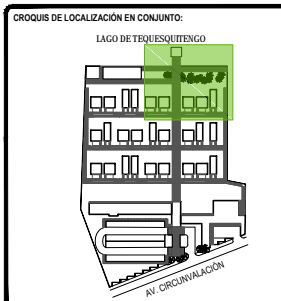 CROQUIS DE LOCALIZACIÓN EN CONJUNTO:
LAGO DE TEQUESQUITENGO
AV. CIRCUNVALACIÓN